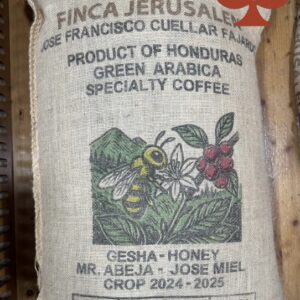 FINCA JERUSALEM
JOSE FRANCISCO CUELLAR FAJARDO
PRODUCT OF HONDURAS
GREEN ARABICA
SPECIALTY COFFEE
GESHA - HONEY
MR. ABEJA - JOSE MIEL
CROP 2024 - 2025